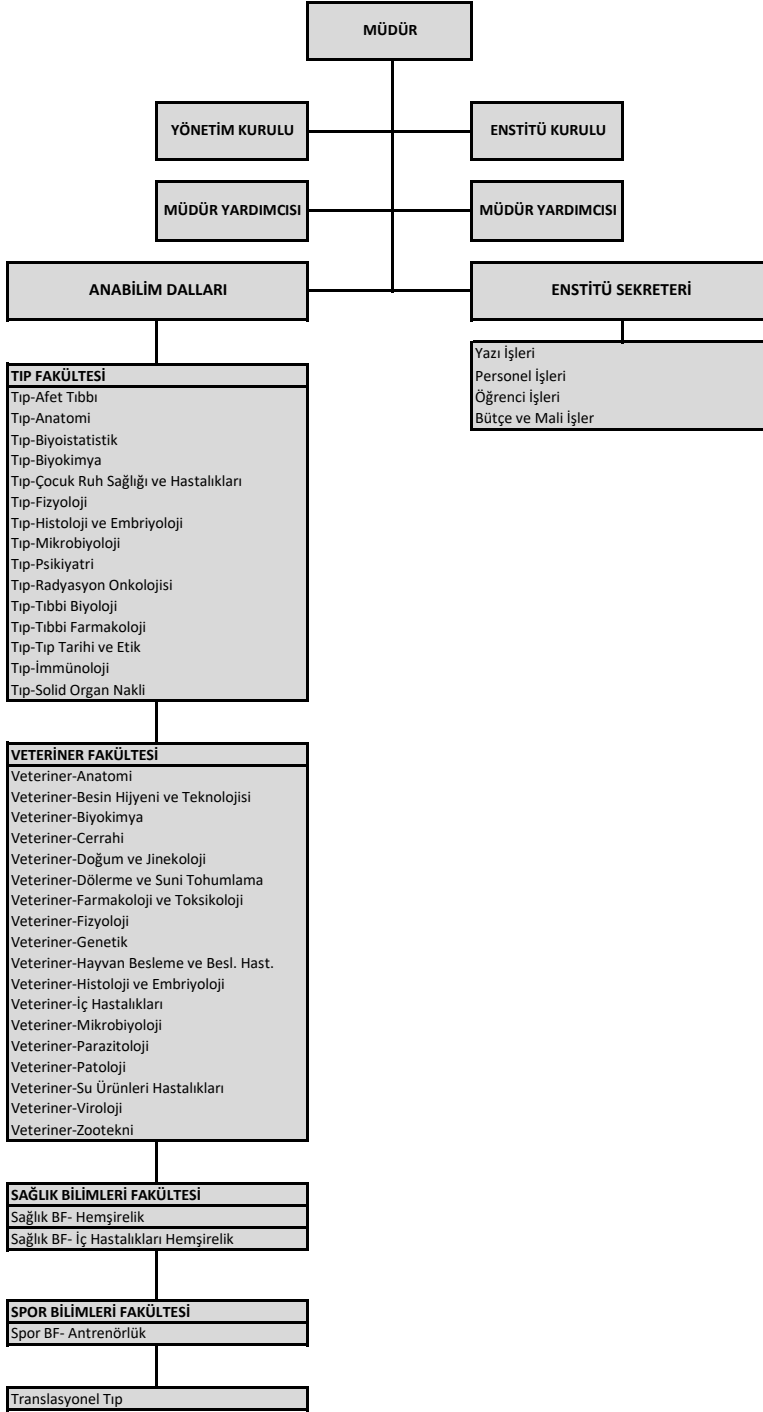 MÜDÜR
YÖNETİM KURULU
ENSTİTÜ KURULU
MÜDÜR YARDIMCISI
MÜDÜR YARDIMCISI
ANABİLİM DALLARI
ENSTİTÜ SEKRETERİ
Yazı İşleri
Personel İşleri
Öğrenci İşleri
Bütçe ve Mali İşler
TIP FAKÜLTESİ
Tıp-Afet Tıbbı
Tıp-Anatomi
Tıp-Biyoistatistik
Tıp-Biyokimya
Tıp-Çocuk Ruh Sağlığı ve Hastalıkları
Tıp-Fizyoloji
Tıp-Histoloji ve Embriyoloji
Tıp-Mikrobiyoloji
Tıp-Psikiyatri
Tıp-Radyasyon Onkolojisi
Tıp-Tıbbi Biyoloji
Tıp-Tıbbi Farmakoloji
Tıp-Tıp Tarihi ve Etik
Tıp-İmmünoloji
Tıp-Solid Organ Nakli
VETERİNER FAKÜLTESİ
Veteriner-Anatomi
Veteriner-Besin Hijyeni ve Teknolojisi
Veteriner-Biyokimya
Veteriner-Cerrahi
Veteriner-Doğum ve Jinekoloji
Veteriner-Dölerme ve Suni Tohumlama
Veteriner-Farmakoloji ve Toksikoloji
Veteriner-Fizyoloji
Veteriner-Genetik
Veteriner-Hayvan Besleme ve Besl. Hast.
Veteriner-Histoloji ve Embriyoloji
Veteriner-İç Hastalıkları
Veteriner-Mikrobiyoloji
Veteriner-Parazitoloji
Veteriner-Patoloji
Veteriner-Su Ürünleri Hastalıkları
Veteriner-Viroloji
Veteriner-Zootekni
SAĞLIK BİLİMLERİ FAKÜLTESİ
Sağlık BF- Hemşirelik
Sağlık BF- İç Hastalıkları Hemşirelik
SPOR BİLİMLERİ FAKÜLTESİ
Spor BF- Antrenörlük
Translasyonel Tıp